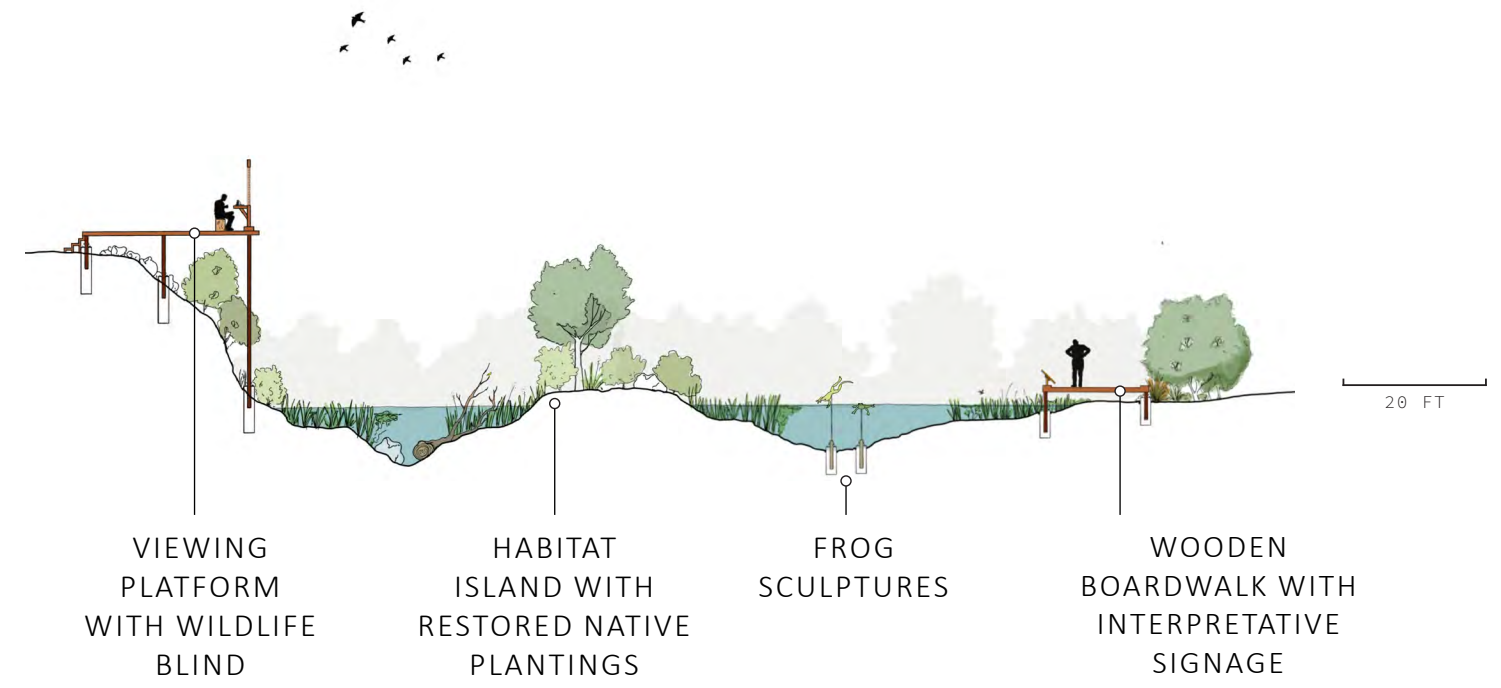 20 FT
VIEWING
PLATFORM
WITH WILDLIFE
BLIND
HABITAT
ISLAND WITH
RESTORED NATIVE
PLANTINGS
FROG
SCULPTURES
WOODEN
BOARDWALK WITH
INTERPRETATIVE
SIGNAGE